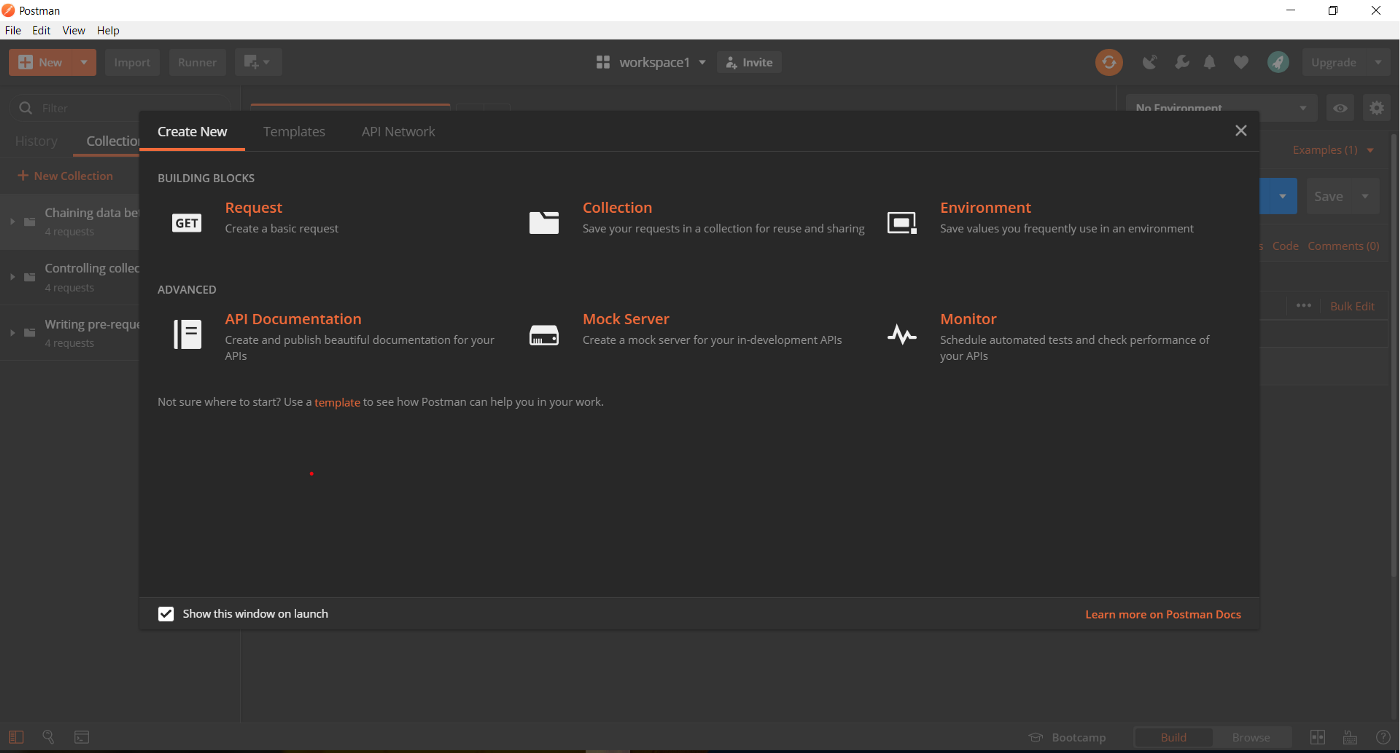 Postman
File Edit View Help
New Import Runner workspace1 Invite Upgrade
Filter No Environment
History Collection
Create New Templates API Network
Examples (1)
+ New Collection
BUILDING BLOCKS
Chaining data bet
4 requests
GET
Request
Create a basic request
Collection
Save your requests in a collection for reuse and sharing
Environment
Save values you frequently use in an environment
Save
s Code Comments (0)
Controlling collec
4 requests
ADVANCED
API Documentation
Create and publish beautiful documentation for your
APIs
Mock Server
Create a mock server for your in-development APIs
Monitor
Schedule automated tests and check performance of
your APIs
••• Bulk Edit
Writing pre-reque
4 requests
Not sure where to start? Use a template to see how Postman can help you in your work.
Show this window on launch Learn more on Postman Docs
Bootcamp Build Browse